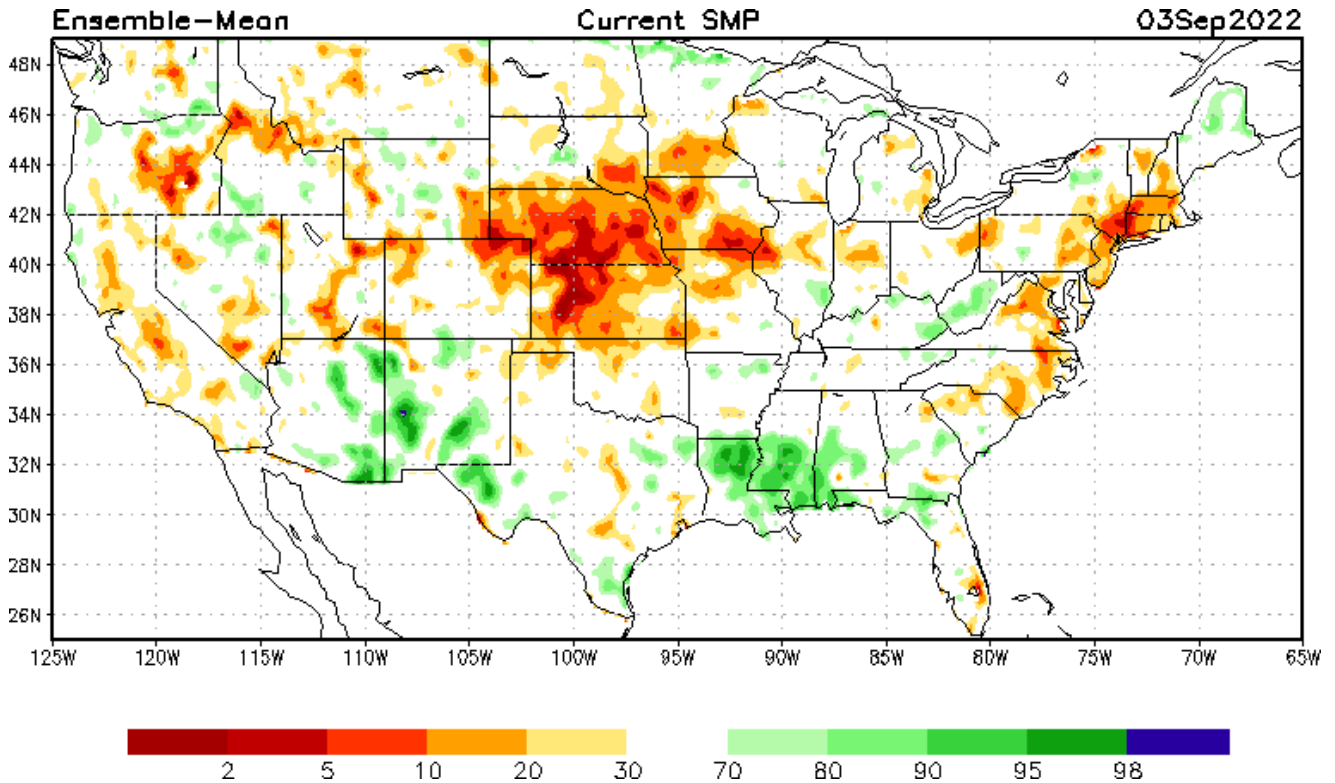 Ensemble-Mean Current SMP 03Sep2022
48N
46N
44N
42N
40N
38N
36N
34N
32N
30N
28N
26N
125W 120W 115W 110W 105W 100W 95W 90W 85W 80W 75W 70W 65W
2 5 10 20 30 70 80 90 95 98